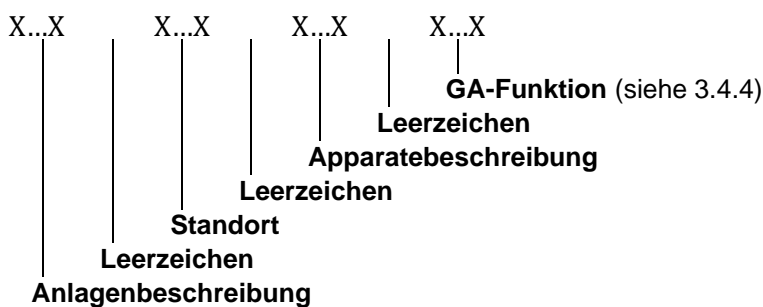 X...X X...X X...X X...X
GA-Funktion (siehe 3.4.4)
Leerzeichen
Apparatebeschreibung
Leerzeichen
Standort
Leerzeichen
Anlagenbeschreibung